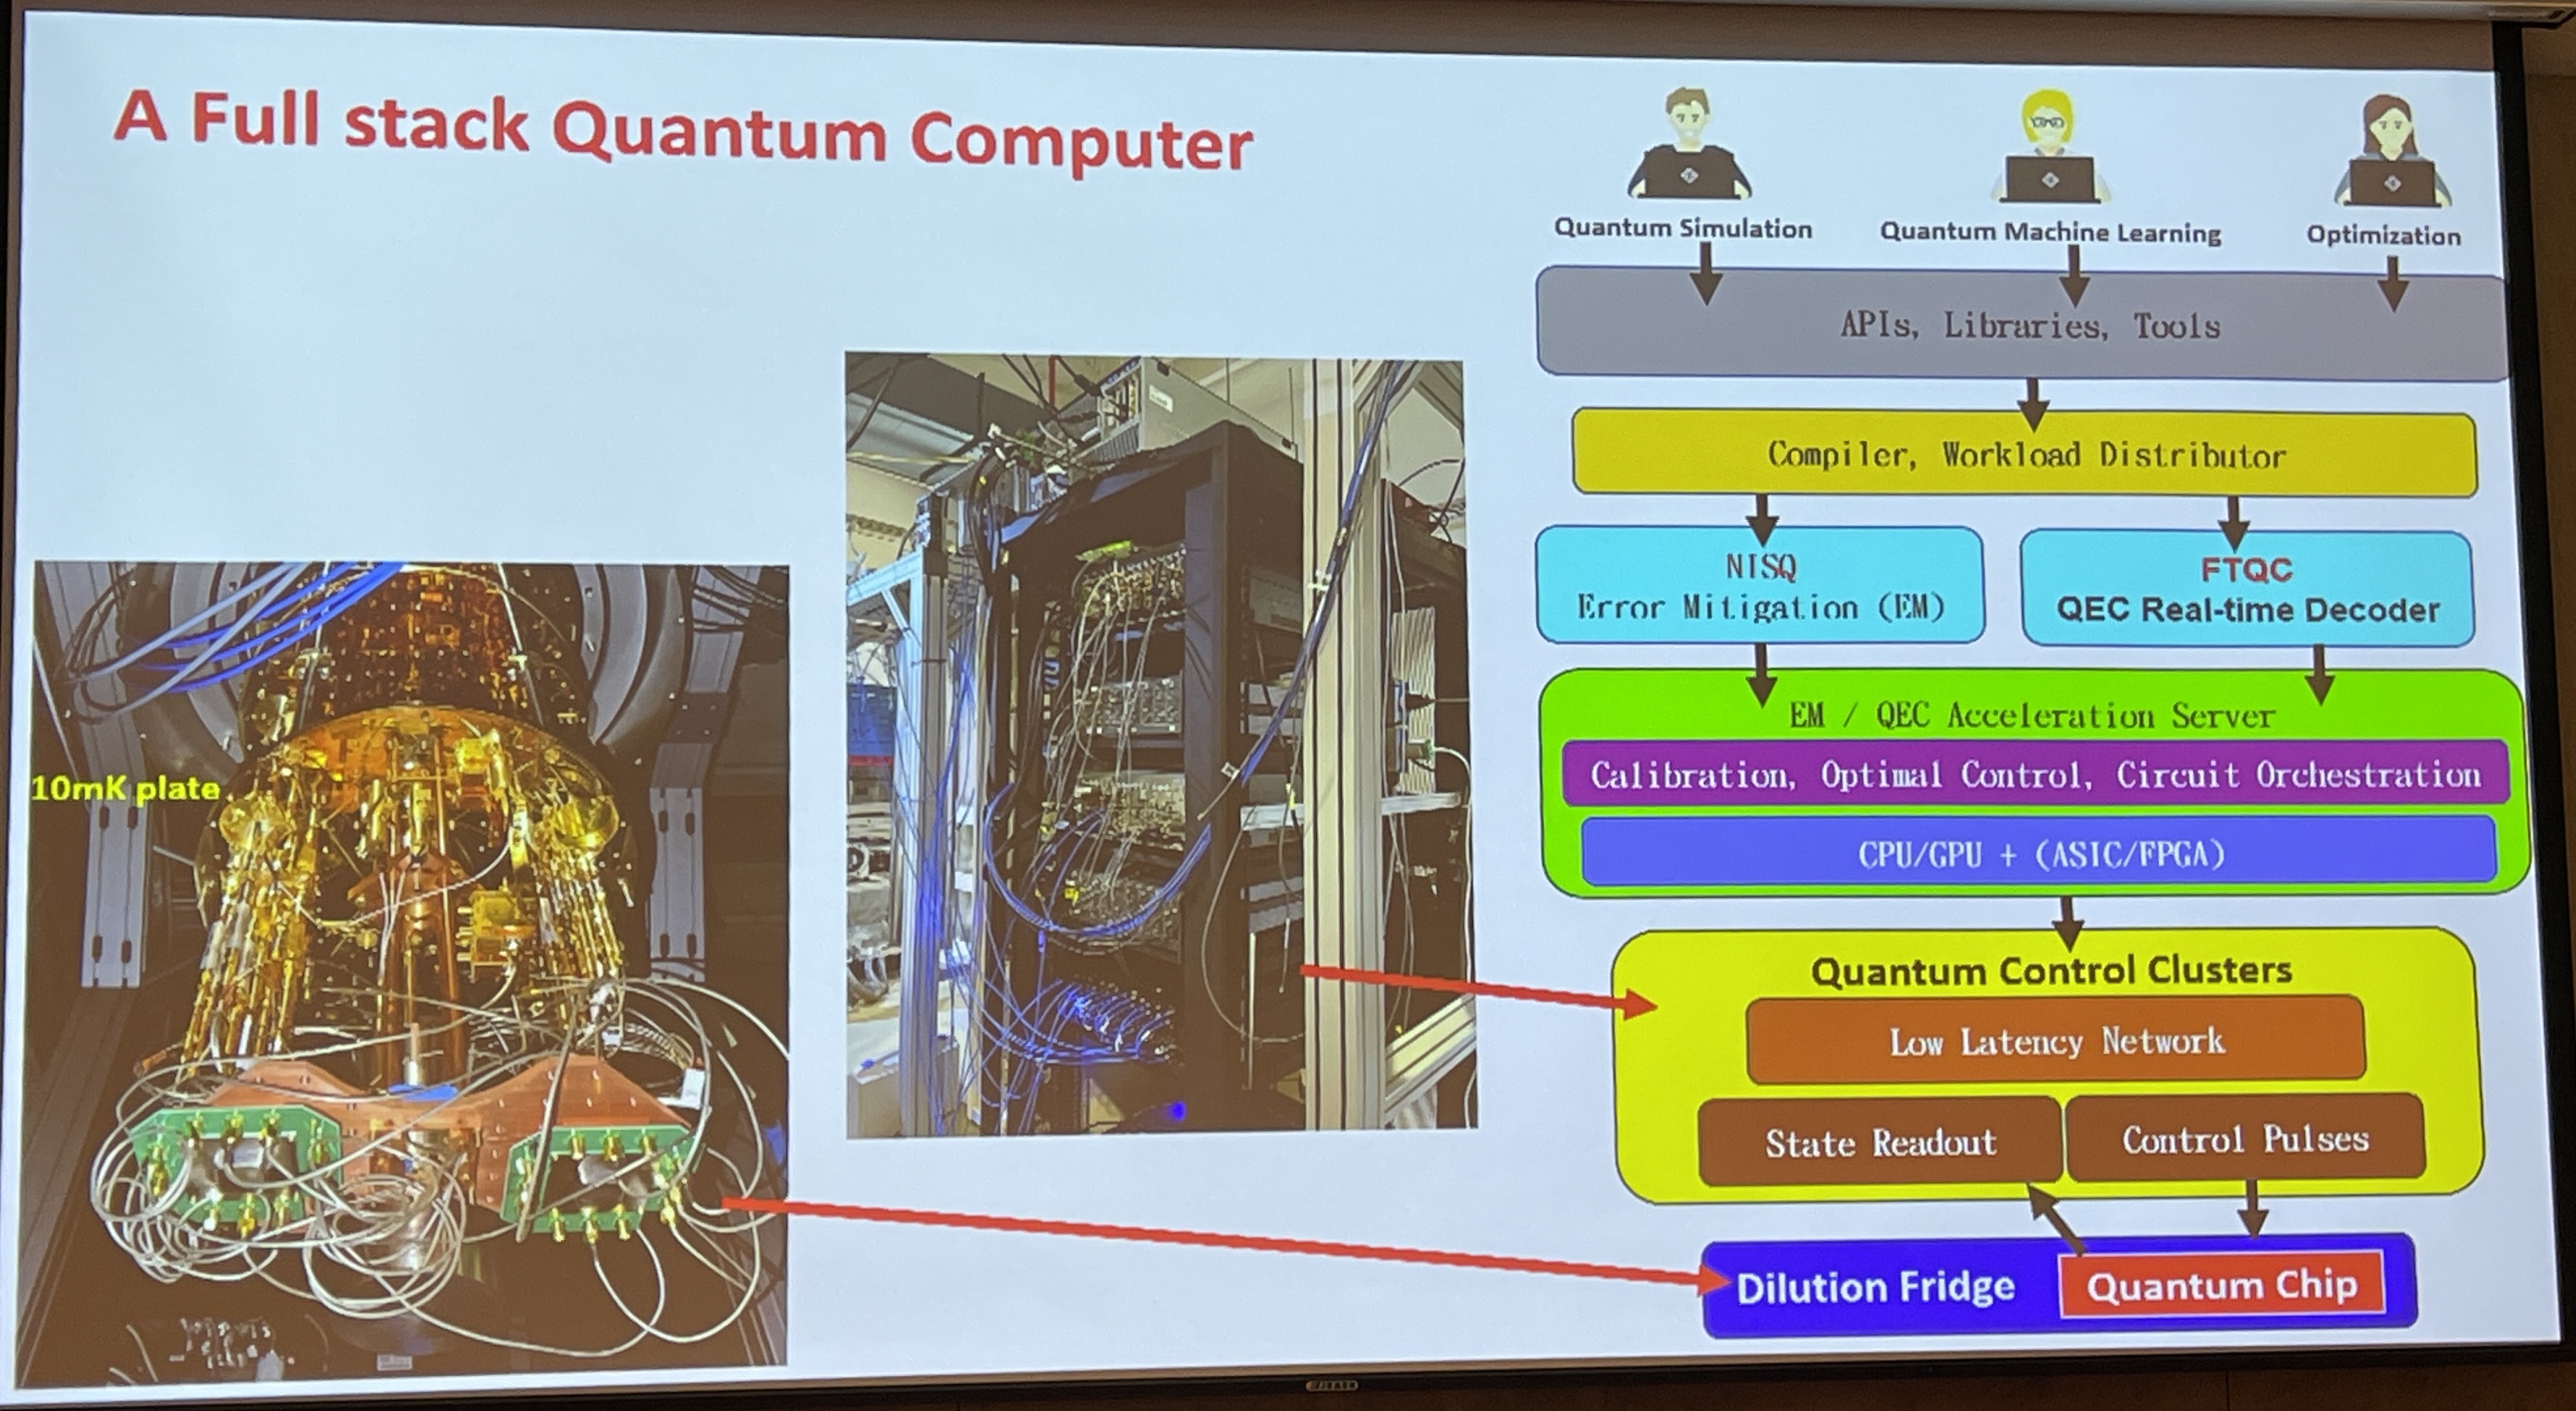 A Full stack Quantum Computer
Quantum Simulation
Quantum Machine Learning
Optimization
APIs, Libraries, Tools
Compiler, Workload Distributor
NISQ
Error Mitigation (EM)
FTQC
QEC Real-time Decoder
EM / QEC Acceleration Server
Calibration, Optimal Control, Circuit Orchestration
CPU/GPU + (ASIC/FPGA)
Quantum Control Clusters
Low Latency Network
State Readout
Control Pulses
Dilution Fridge
Quantum Chip
10mK plate